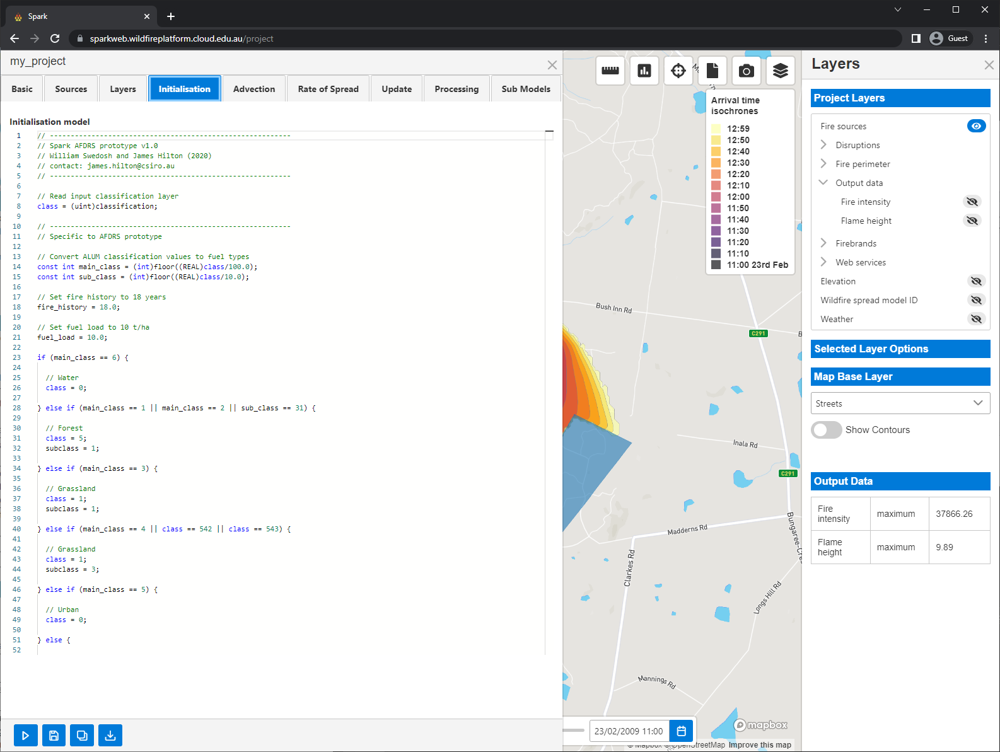 Spark
sparkweb.wildfireplatform.cloud.edu.au/project
Guest
my_project
Basic
Sources
Layers
Initialisation
Advection
Rate of Spread
Update
Processing
Sub Models
Initialisation model
1 // ----------------------------------------------------------
2 // Spark AFDRS prototype v1.0
3 // William Swedosh and James Hilton (2020)
4 // contact: james.hilton@csiro.au
5 // ----------------------------------------------------------
6
7 // Read input classification layer
8 class = (uint)classification;
9
10 // ----------------------------------------------------------
11 // Specific to AFDRS prototype
12
13 // Convert ALUM classification values to fuel types
14 const int main_class = (int)floor((REAL)class/100.0);
15 const int sub_class = (int)floor((REAL)class/10.0);
16
17 // Set fire history to 18 years
18 fire_history = 18.0;
19
20 // Set fuel load to 10 t/ha
21 fuel_load = 10.0;
22
23 if (main_class == 6) {
24
25 // Water
26 class = 0;
27
28 } else if (main_class == 1 || main_class == 2 || sub_class == 31) {
29
30 // Forest
31 class = 5;
32 subclass = 1;
33
34 } else if (main_class == 3) {
35
36 // Grassland
37 class = 1;
38 subclass = 1;
39
40 } else if (main_class == 4 || class == 542 || class == 543) {
41
42 // Grassland
43 class = 1;
44 subclass = 3;
45
46 } else if (main_class == 5) {
47
48 // Urban
49 class = 0;
50
51 } else {
52
Arrival time
isochrones
12:59
12:50
12:40
12:30
12:20
12:10
12:00
11:50
11:40
11:30
11:20
11:10
11:00 23rd Feb
Bush Inn Rd
C291
Inala Rd
C291
Madderns Rd
Clarkes Rd
Longs Hill Rd
Mannings Rd
23/02/2009 11:00
mapbox
© Mapbox © OpenStreetMap Improve this map
Layers
Project Layers
Fire sources
Disruptions
Fire perimeter
Output data
Fire intensity
Flame height
Firebrands
Web services
Elevation
Wildfire spread model ID
Weather
Selected Layer Options
Map Base Layer
Streets
Show Contours
Output Data
Fire intensity maximum 37866.26
Flame height maximum 9.89